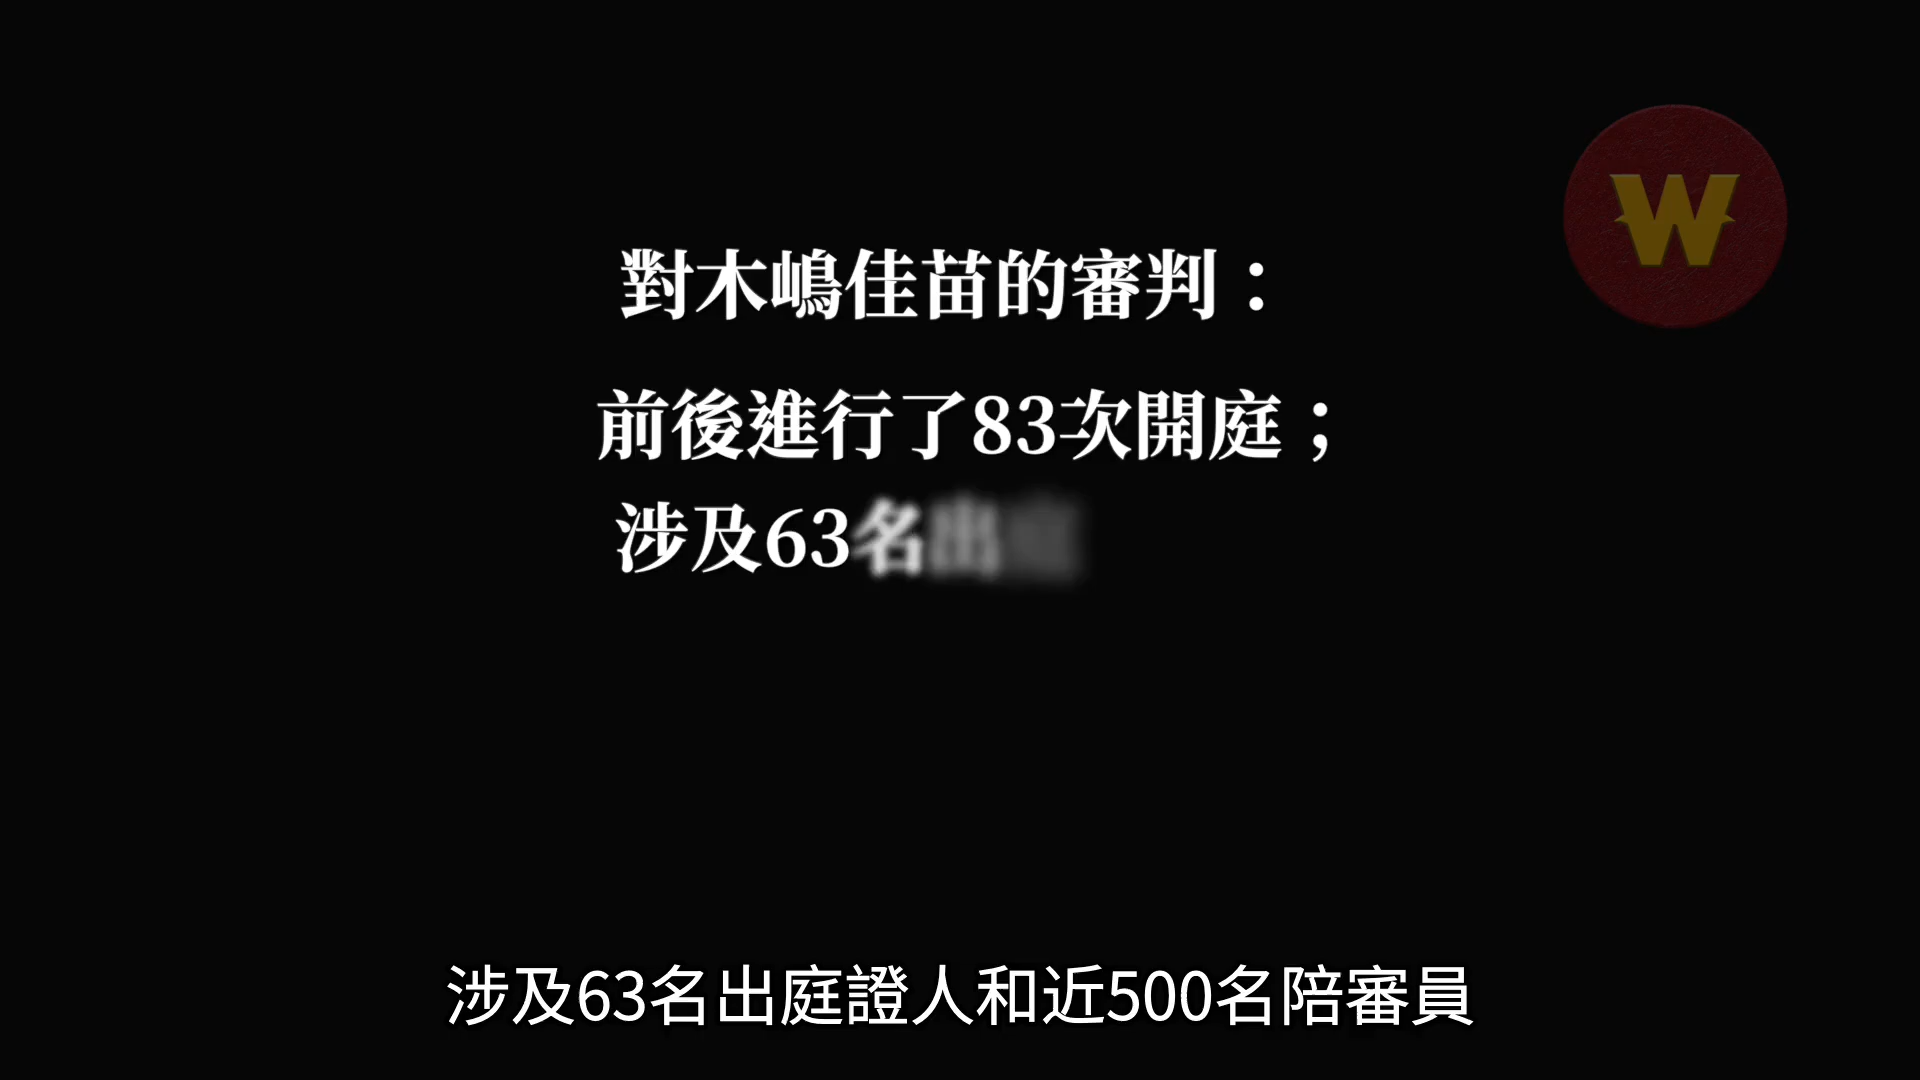 W
對木嶋佳苗的審判：
前後進行了83次開庭；
涉及63名出
涉及63名出庭證人和近500名陪審員